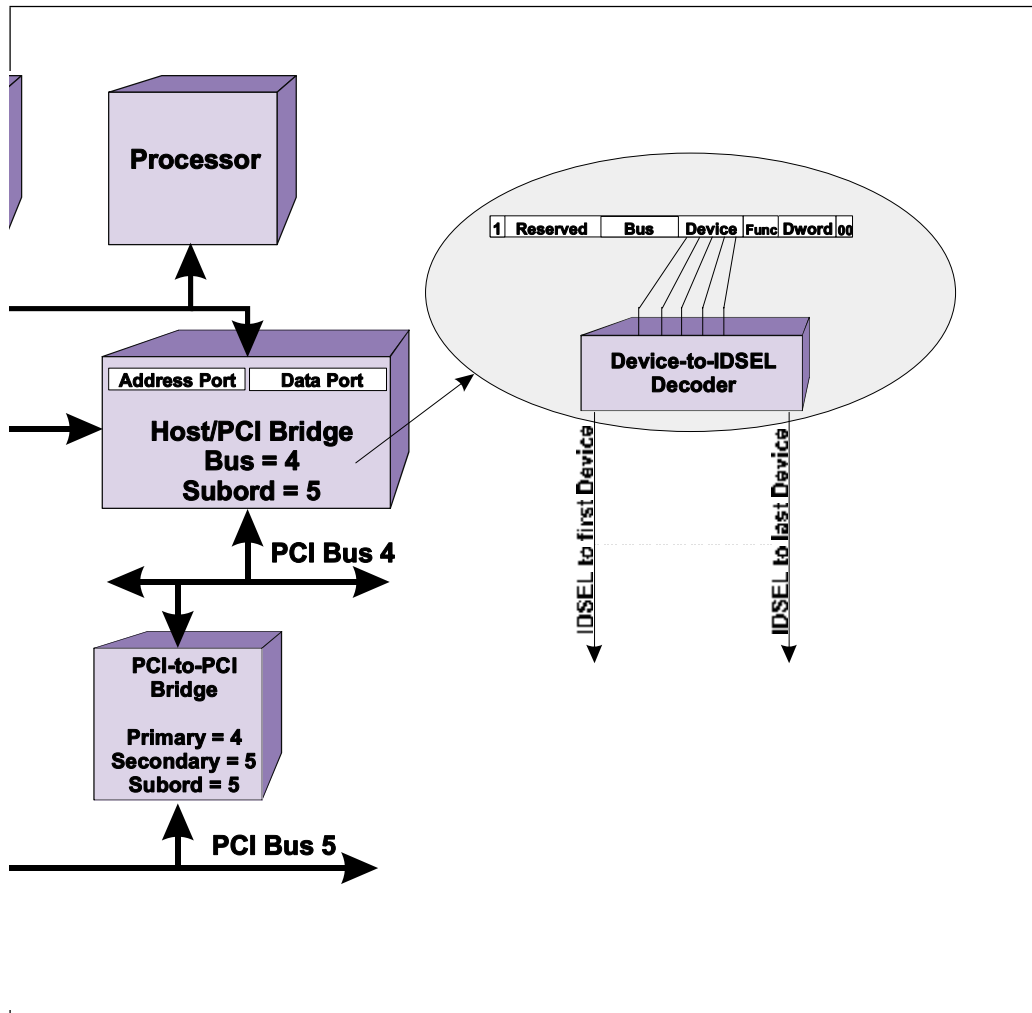 Processor
1 Reserved Bus Device Func Dword 00
Device-to-IDSEL
Decoder
Address Port Data Port
Host/PCI Bridge
Bus = 4
Subord = 5
IDSEL to first Device
IDSEL to last Device
PCI Bus 4
PCI-to-PCI
Bridge
Primary = 4
Secondary = 5
Subord = 5
PCI Bus 5